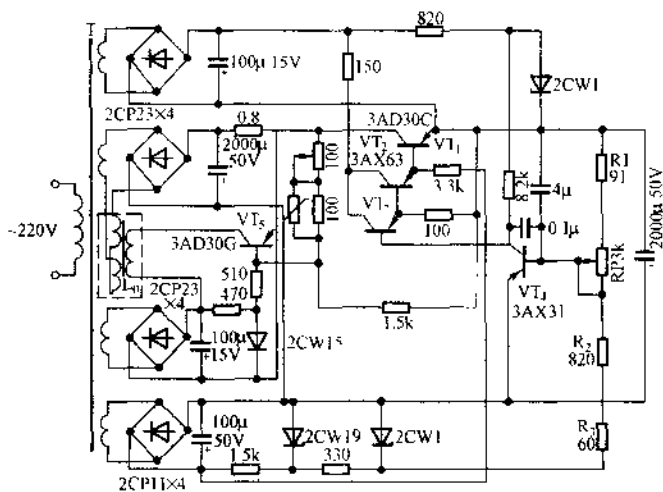 T
820
100μ 15V
150
2CW1
2CP23×4
3AD30C
0.8
2000μ
50V
100
VT₁
3AX63
3.3k
8.2k
4μ
R1
91
2000μ 50V
~220V
VT₅
3AD30G
100
100
0.1μ
RP3k
2CP23
×4
510
470
VT₄
3AX31
100μ
15V
2CW15
1.5k
R₂
820
100μ
50V
2CW19
2CW1
R₃
60
1.5k
330
2CP11×4